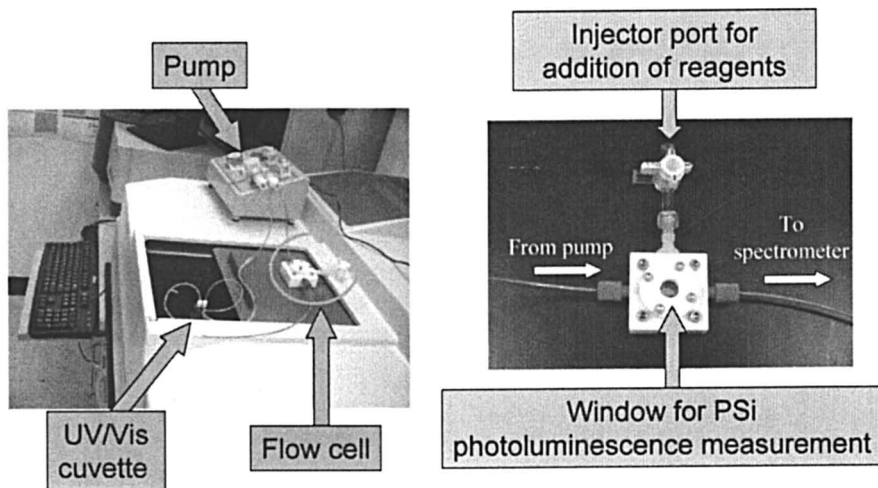 Pump
UV/Vis
cuvette
Flow cell
Injector port for
addition of reagents
From pump
To
spectrometer
Window for PSi
photoluminescence measurement